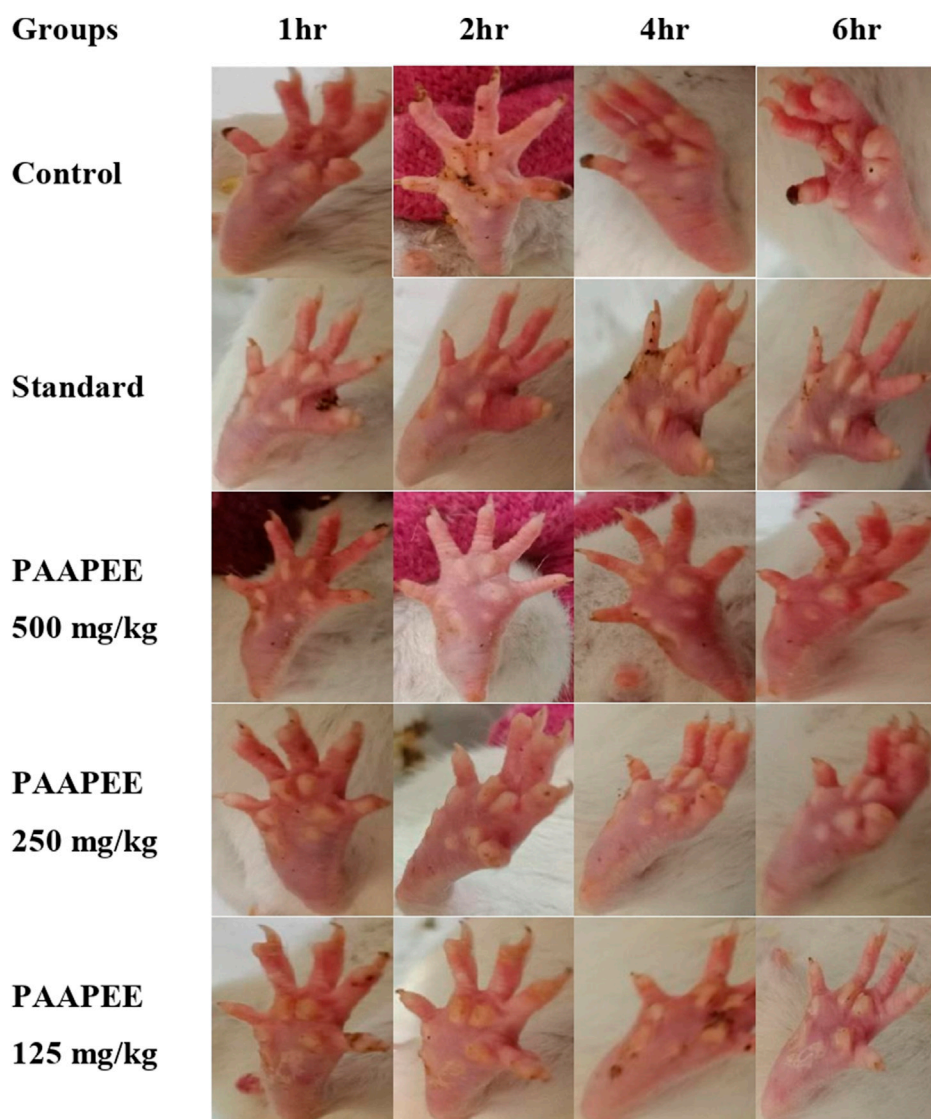 Groups 1hr 2hr 4hr 6hr
Control
Standard
PAAPEE
500 mg/kg
PAAPEE
250 mg/kg
PAAPEE
125 mg/kg